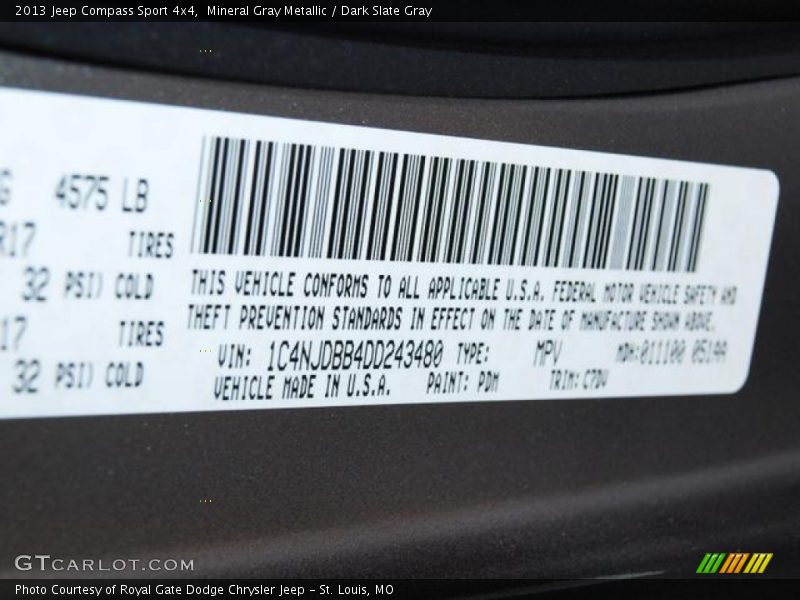 2013 Jeep Compass Sport 4x4,  Mineral Gray Metallic / Dark Slate Gray
G 4575 LB
R17 TIRES
32 PSI) COLD
17 TIRES
32 PSI) COLD
THIS VEHICLE CONFORMS TO ALL APPLICABLE U.S.A. FEDERAL MOTOR VEHICLE SAFETY AND
THEFT PREVENTION STANDARDS IN EFFECT ON THE DATE OF MANUFACTURE SHOWN ABOVE.
VIN: 1C4NJDBB4DD243480 TYPE: MPV MDH:011100 051AA
VEHICLE MADE IN U.S.A. PAINT: PDM TRIM: C7DV
GTCARLOT.COM
Photo Courtesy of Royal Gate Dodge Chrysler Jeep - St. Louis, MO